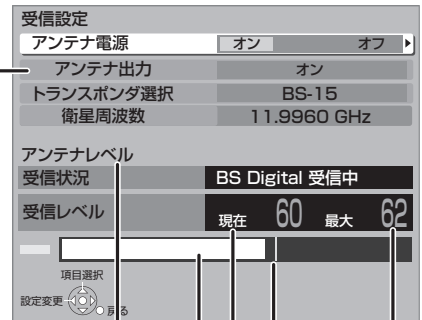 受信設定
アンテナ電源 オン オフ
アンテナ出力 オン
トランスポンダ選択 BS-15
衛星周波数 11.9960 GHz
アンテナレベル
受信状況 BS Digital 受信中
受信レベル 現在 60 最大 62
項目選択
設定変更
戻る